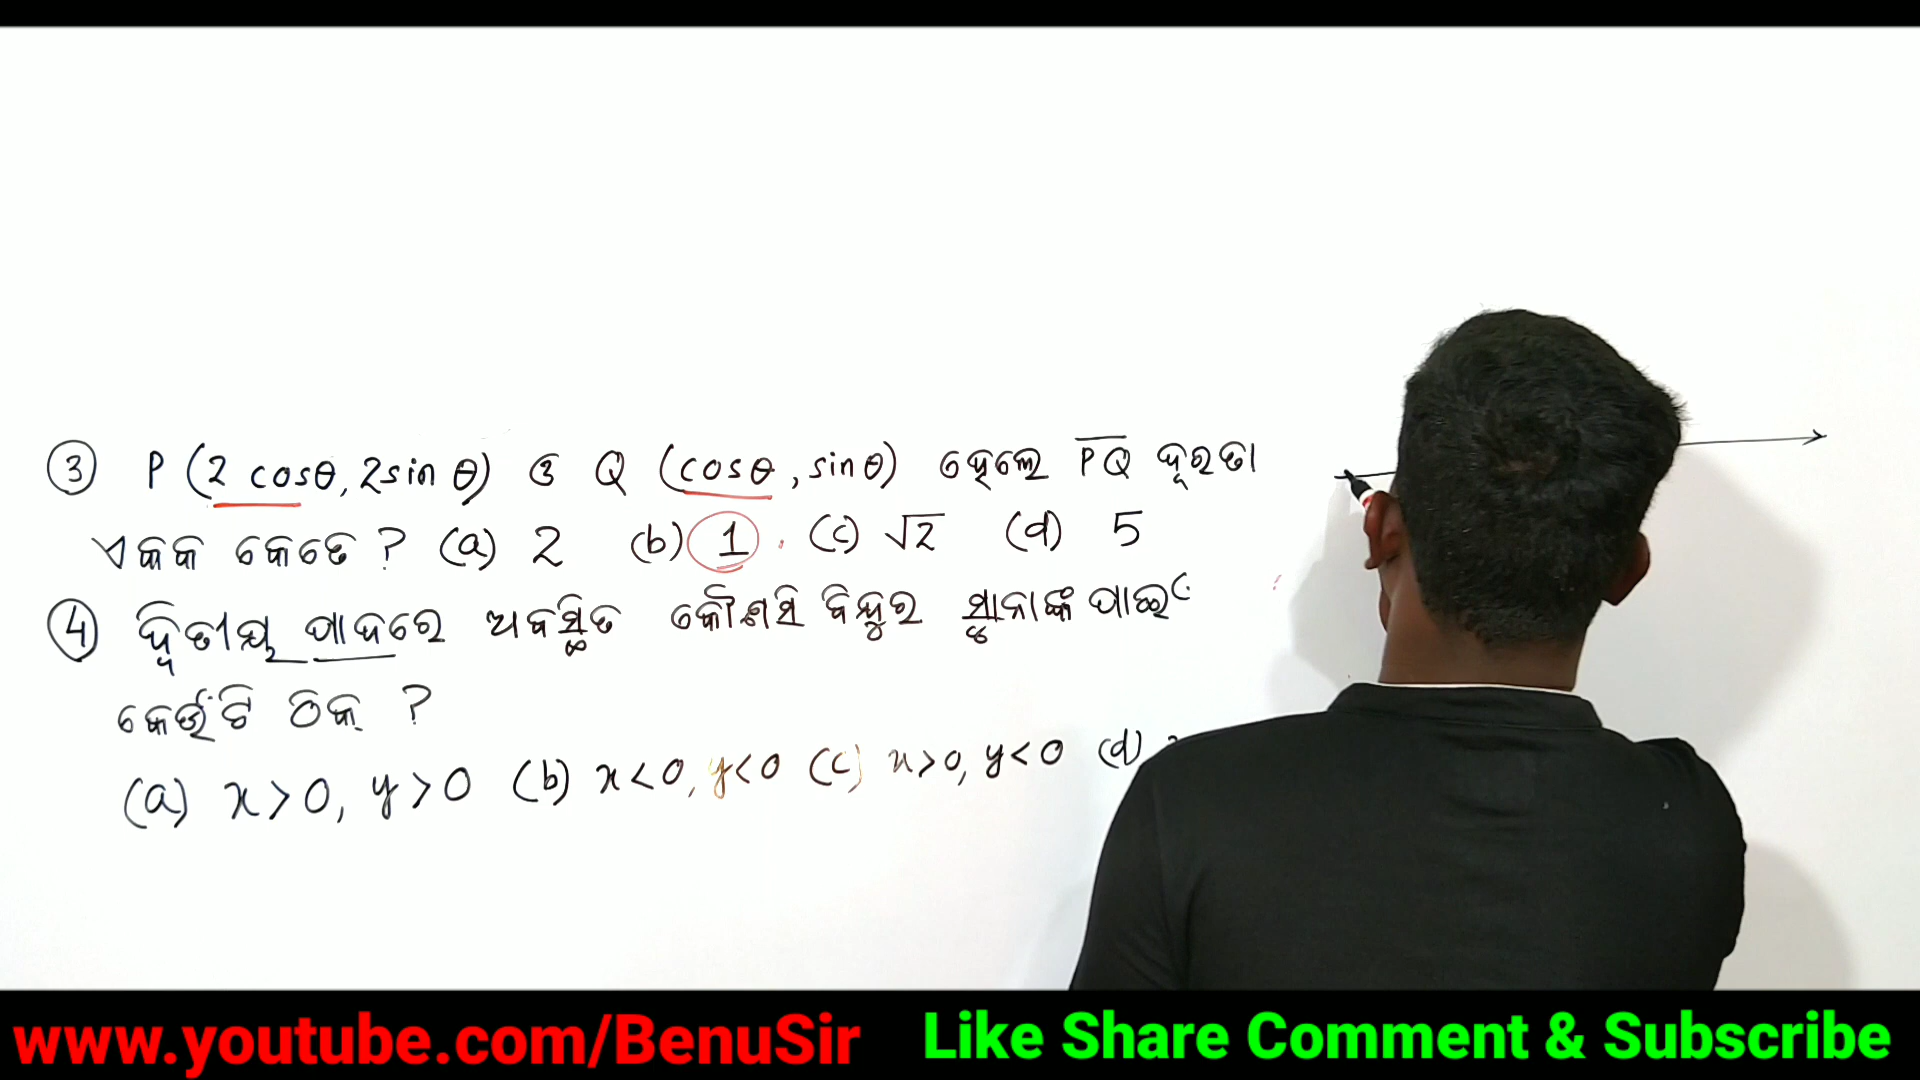 ③ P (2 cosθ, 2sin θ) ଓ Q (cosθ, sinθ) ହେଲେ PQ ଦୂରତା
ଏକକ କେତେ ? (a) 2 (b) 1 . (c) √2 (d) 5
④ ଦ୍ୱିତୀୟ ପାଦରେ ଅବସ୍ଥିତ କୌଣସି ବିନ୍ଦୁର ସ୍ଥାନାଙ୍କ ପାଇଁ
କେଉଁଟି ଠିକ୍ ?
(a) x > 0, y > 0 (b) x < 0, y < 0 (c) x > 0, y < 0 (d)
www.youtube.com/BenuSir Like Share Comment & Subscribe